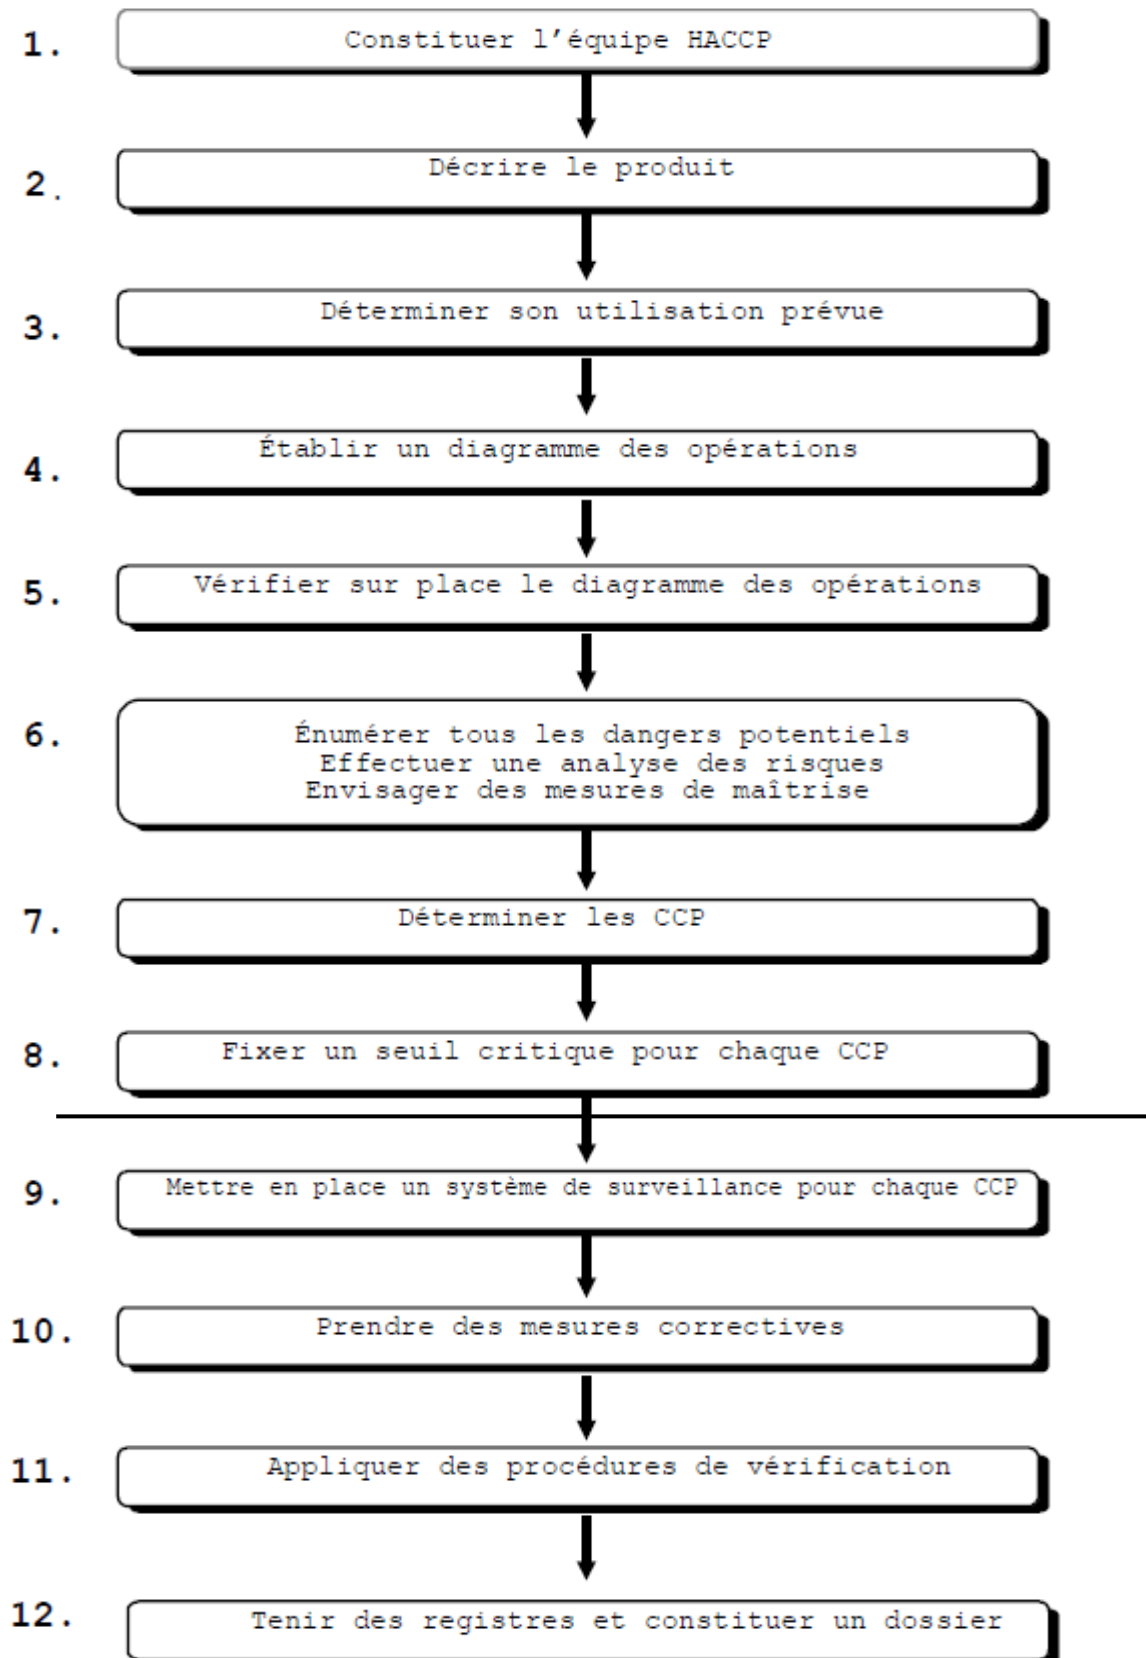 1. Constituer l'équipe HACCP
2. Décrire le produit
3. Déterminer son utilisation prévue
4. Établir un diagramme des opérations
5. Vérifier sur place le diagramme des opérations
6. Énumérer tous les dangers potentiels
Effectuer une analyse des risques
Envisager des mesures de maîtrise
7. Déterminer les CCP
8. Fixer un seuil critique pour chaque CCP
9. Mettre en place un système de surveillance pour chaque CCP
10. Prendre des mesures correctives
11. Appliquer des procédures de vérification
12. Tenir des registres et constituer un dossier